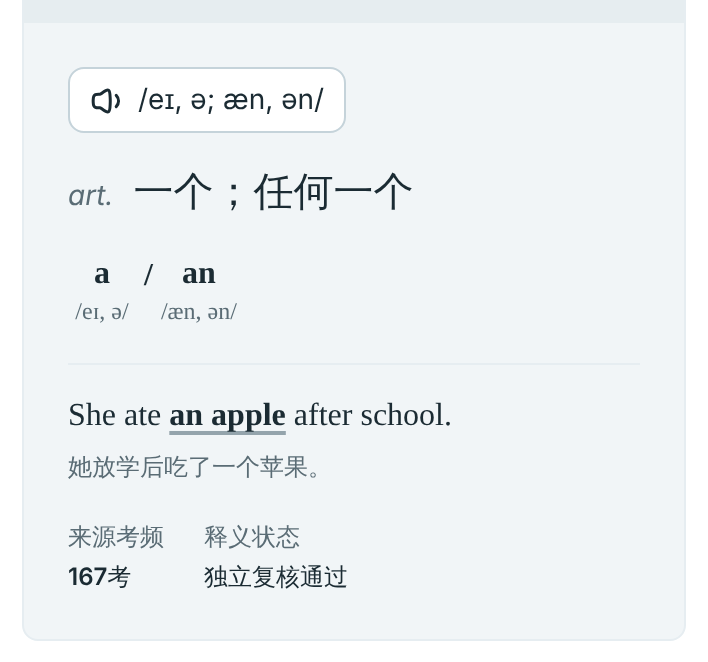 /eɪ, ə; æn, ən/
art. 一个；任何一个
a / an
/eɪ, ə/ /æn, ən/
She ate an apple after school.
她放学后吃了一个苹果。
来源考频 释义状态
167考 独立复核通过